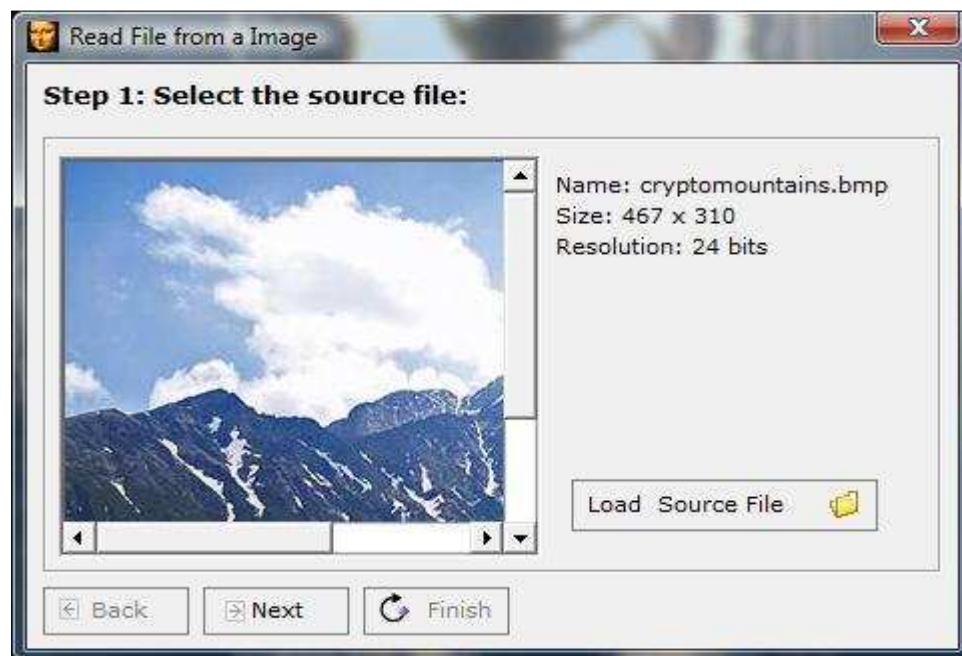 Read File from a Image
Step 1: Select the source file:
Name: cryptomountains.bmp
Size: 467 x 310
Resolution: 24 bits
Load Source File
Back
Next
Finish